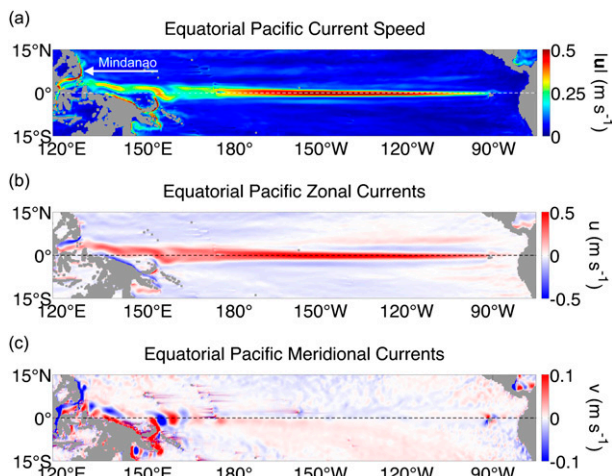 (a)
Equatorial Pacific Current Speed
15°N
0°
15°S
Mindanao
120°E 150°E 180° 150°W 120°W 90°W
0.5
0.25
0
|u| (m s⁻¹)
(b)
Equatorial Pacific Zonal Currents
15°N
0°
15°S
120°E 150°E 180° 150°W 120°W 90°W
0.5
0
-0.5
u (m s⁻¹)
(c)
Equatorial Pacific Meridional Currents
15°N
0°
15°S
120°E 150°E 180° 150°W 120°W 90°W
0.1
0
-0.1
v (m s⁻¹)